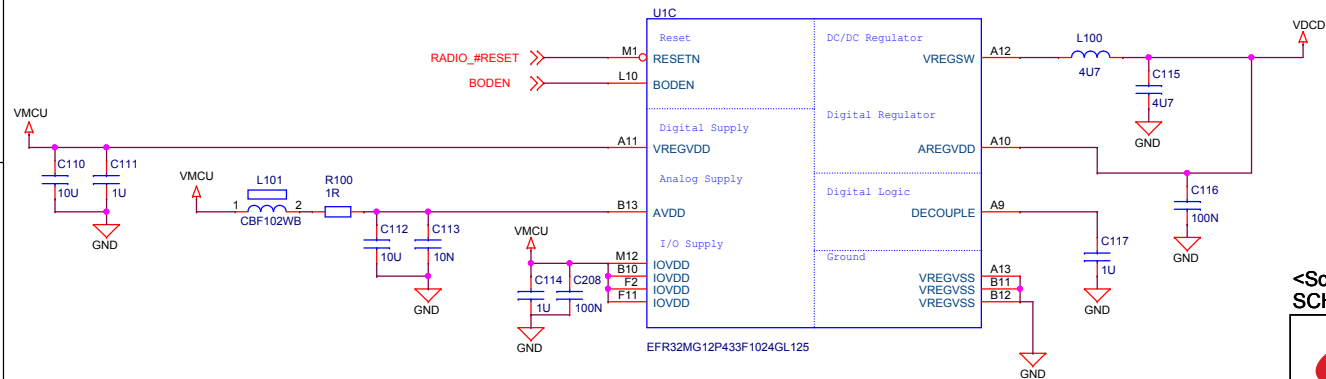 U1C
Reset
DC/DC Regulator
VDCD
RADIO_#RESET
M1
RESETN
VREGSW
A12
L100
4U7
C115
4U7
GND
BODEN
L10
BODEN
VMCU
Digital Supply
Digital Regulator
A11
VREGVDD
AREGVDD
A10
C110
10U
C111
1U
GND
VMCU
L101
1
2
CBF102WB
R100
1R
Analog Supply
Digital Logic
B13
AVDD
DECOUPLE
A9
C116
100N
GND
C112
10U
C113
10N
GND
VMCU
I/O Supply
Ground
C117
1U
GND
M12
IOVDD
B10
IOVDD
F2
IOVDD
F11
IOVDD
VREGVSS
A13
VREGVSS
B11
VREGVSS
B12
C114
1U
C208
100N
GND
GND
EFR32MG12P433F1024GL125
<Sc
SCH